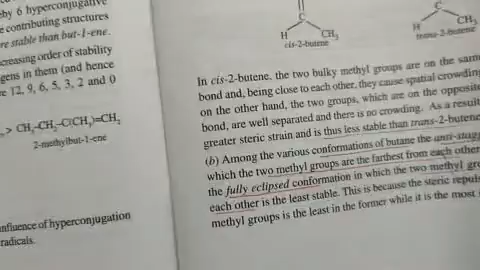 by 6 hyperconjugative
contributing structures
re stable than but-1-ene.
creasing order of stability
gens in them (and hence
e 12, 9, 6, 5, 3, 2 and 0
> CH3–CH2–C(CH3)=CH2
2-methylbut-1-ene
nfluence of hyperconjugation
radicals.
C
H CH3
cis-2-butene
C
H CH3
trans-2-butene
In cis-2-butene, the two bulky methyl groups are on the same
bond and, being close to each other, they cause spatial crowding
on the other hand, the two groups, which are on the opposite
bond, are well separated and there is no crowding. As a result
greater steric strain and is thus less stable than trans-2-butene
(b) Among the various conformations of butane the anti-stagg
which the two methyl groups are the farthest from each other
the fully eclipsed conformation in which the two methyl gro
each other is the least stable. This is because the steric repuls
methyl groups is the least in the former while it is the most i